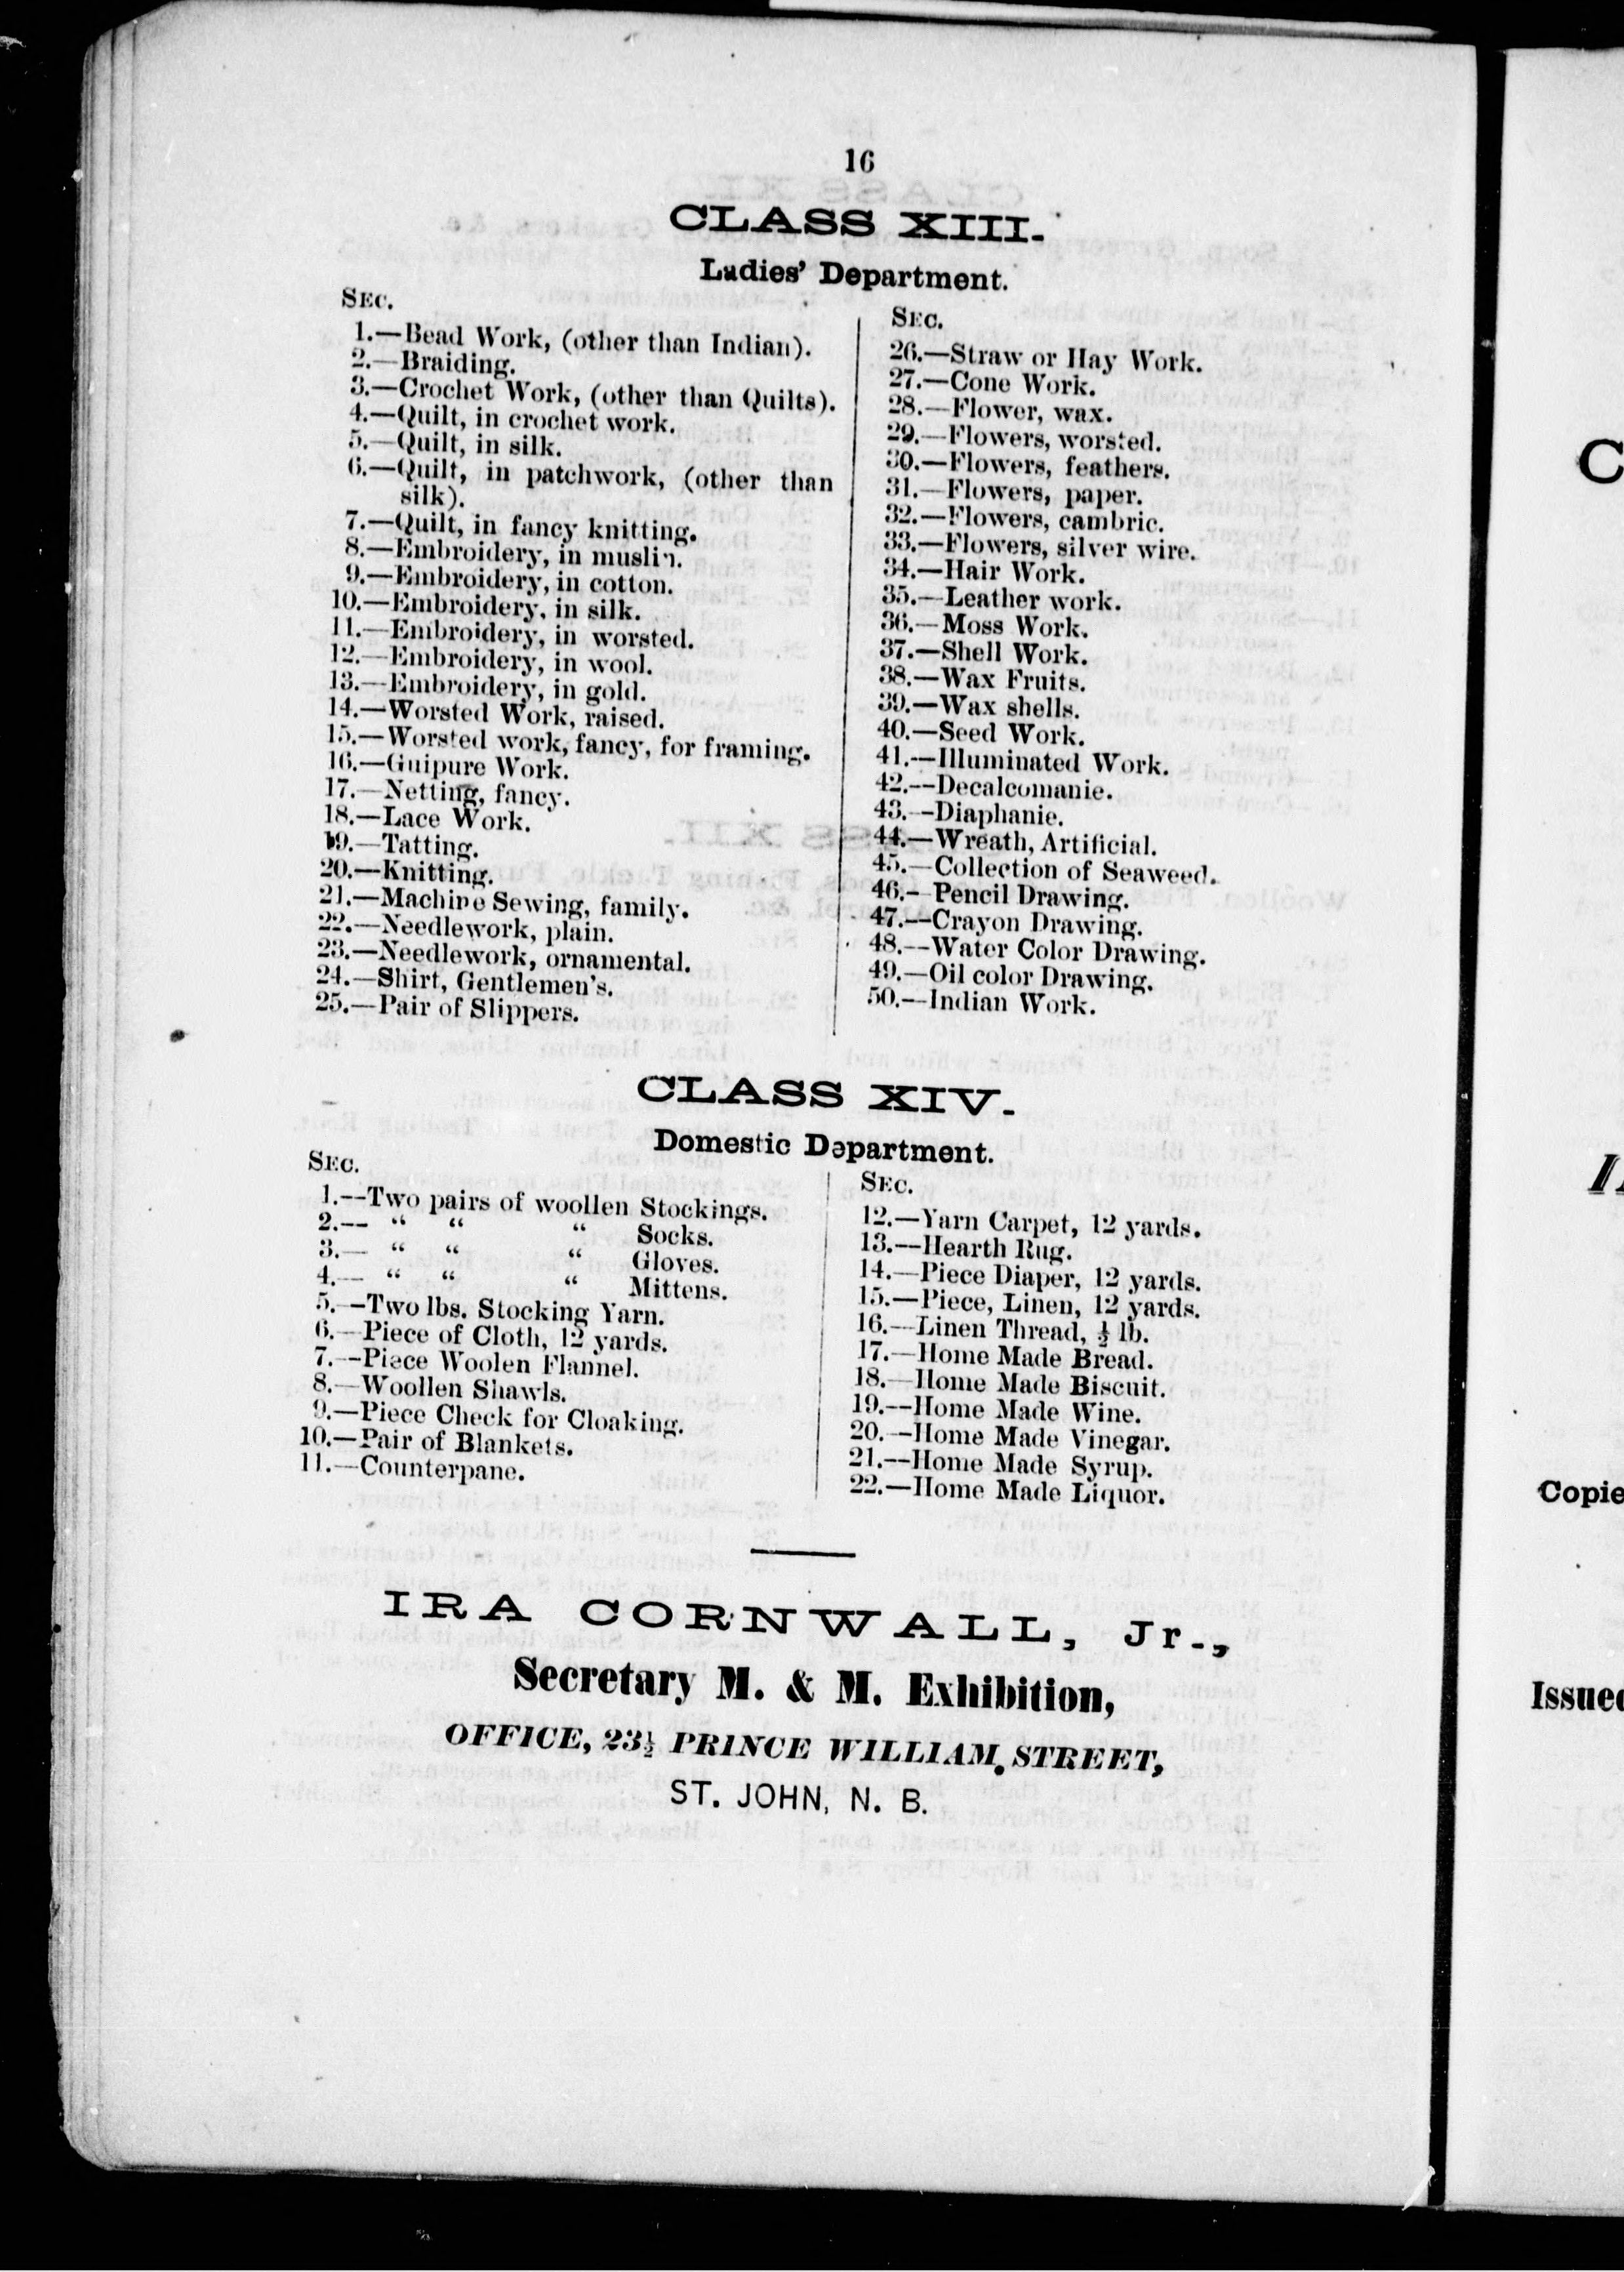 16
CLASS XIII.
Ladies' Department.
SEC.
1.—Bead Work, (other than Indian).
2.—Braiding.
3.—Crochet Work, (other than Quilts).
4.—Quilt, in crochet work.
5.—Quilt, in silk.
6.—Quilt, in patchwork, (other than
silk).
7.—Quilt, in fancy knitting.
8.—Embroidery, in muslin.
9.—Embroidery, in cotton.
10.—Embroidery, in silk.
11.—Embroidery, in worsted.
12.—Embroidery, in wool.
13.—Embroidery, in gold.
14.—Worsted Work, raised.
15.—Worsted work, fancy, for framing.
16.—Guipure Work.
17.—Netting, fancy.
18.—Lace Work.
19.—Tatting.
20.—Knitting.
21.—Machine Sewing, family.
22.—Needlework, plain.
23.—Needlework, ornamental.
24.—Shirt, Gentlemen's.
25.—Pair of Slippers.
SEC.
26.—Straw or Hay Work.
27.—Cone Work.
28.—Flower, wax.
29.—Flowers, worsted.
30.—Flowers, feathers.
31.—Flowers, paper.
32.—Flowers, cambric.
33.—Flowers, silver wire.
34.—Hair Work.
35.—Leather work.
36.—Moss Work.
37.—Shell Work.
38.—Wax Fruits.
39.—Wax shells.
40.—Seed Work.
41.—Illuminated Work.
42.—Decalcomanie.
43.—Diaphanie.
44.—Wreath, Artificial.
45.—Collection of Seaweed.
46.—Pencil Drawing.
47.—Crayon Drawing.
48.—Water Color Drawing.
49.—Oil color Drawing.
50.—Indian Work.
CLASS XIV.
Domestic Department.
SEC.
1.—Two pairs of woollen Stockings.
2.— " " " Socks.
3.— " " " Gloves.
4.— " " " Mittens.
5.—Two lbs. Stocking Yarn.
6.—Piece of Cloth, 12 yards.
7.—Piece Woolen Flannel.
8.—Woollen Shawls.
9.—Piece Check for Cloaking.
10.—Pair of Blankets.
11.—Counterpane.
SEC.
12.—Yarn Carpet, 12 yards.
13.—Hearth Rug.
14.—Piece Diaper, 12 yards.
15.—Piece, Linen, 12 yards.
16.—Linen Thread, ½ lb.
17.—Home Made Bread.
18.—Home Made Biscuit.
19.—Home Made Wine.
20.—Home Made Vinegar.
21.—Home Made Syrup.
22.—Home Made Liquor.
IRA CORNWALL, Jr.,
Secretary M. & M. Exhibition,
OFFICE, 23½ PRINCE WILLIAM STREET,
ST. JOHN, N. B.
C
Copie
Issued